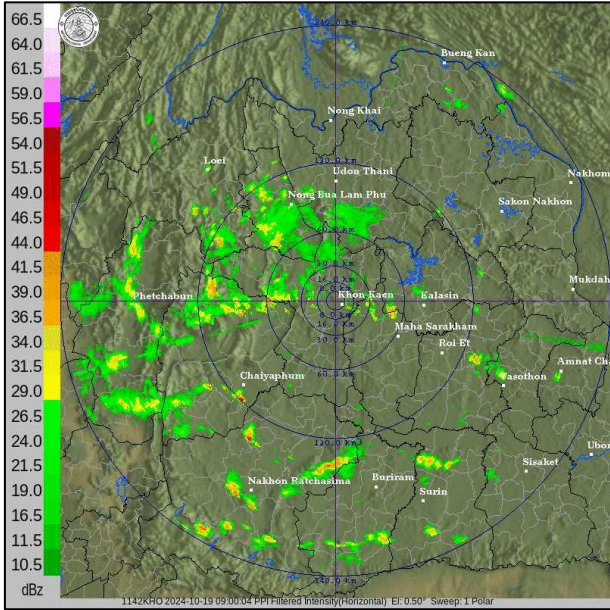 66.5
64.0
61.5
59.0
56.5
54.0
51.5
49.0
46.5
44.0
41.5
39.0
36.5
34.0
31.5
29.0
26.5
24.0
21.5
19.0
16.5
14.0
11.5
10.5
dBz
Bueng Kan
Nong Khai
Loei
Udon Thani
Nakhom
Nong Bua Lam Phu
Sakon Nakhon
Mukdah
Phetchabun
Khon Kaen
Kalasin
Maha Sarakham
Roi Et
Amnat Cha
Chaiyaphum
Yasothon
120.0 km
Ubon
Sisaket
Nakhon Ratchasima
Buriram
Surin
1142KHO 2024-10-19 09:00:04 PPI Filtered Intensity(Horizontal) El: 0.50° Sweep: 1 Polar